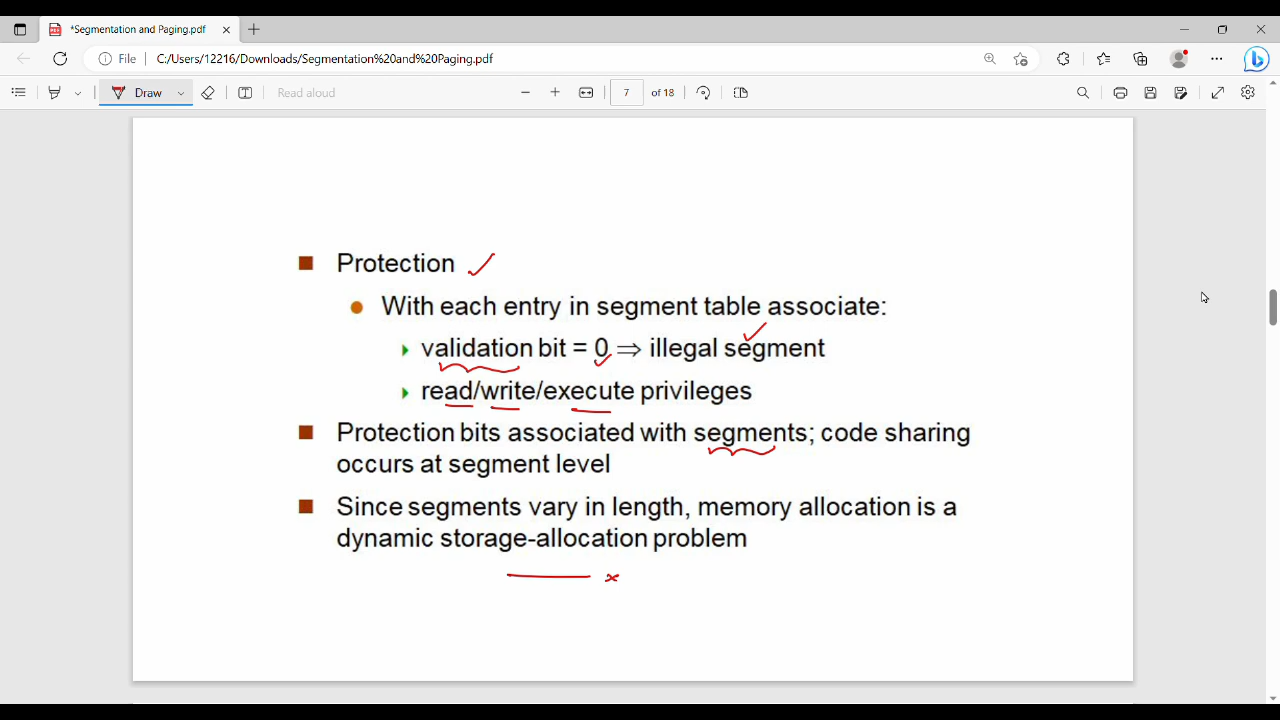 *Segmentation and Paging.pdf
File
C:/Users/12216/Downloads/Segmentation%20and%20Paging.pdf
Draw
Read aloud
7 of 18
Protection
With each entry in segment table associate:
validation bit = 0 ⇒ illegal segment
read/write/execute privileges
Protection bits associated with segments; code sharing
occurs at segment level
Since segments vary in length, memory allocation is a
dynamic storage-allocation problem